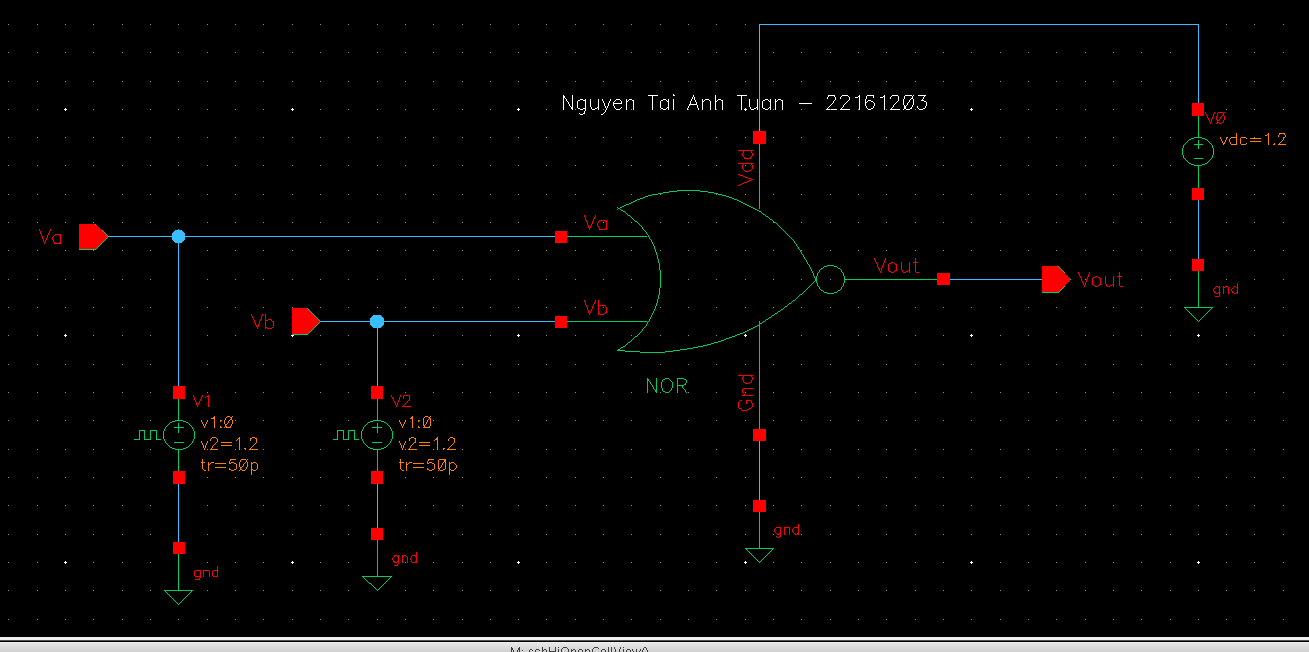 Nguyen Tai Anh Tuan - 22161203
V0
vdc=1.2
Vdd
Va
Va
Vout
Vout
gnd
Vb
Vb
NOR
Gnd
V1
v1:0
v2=1.2
tr=50p
V2
v1:0
v2=1.2
tr=50p
gnd
gnd
gnd